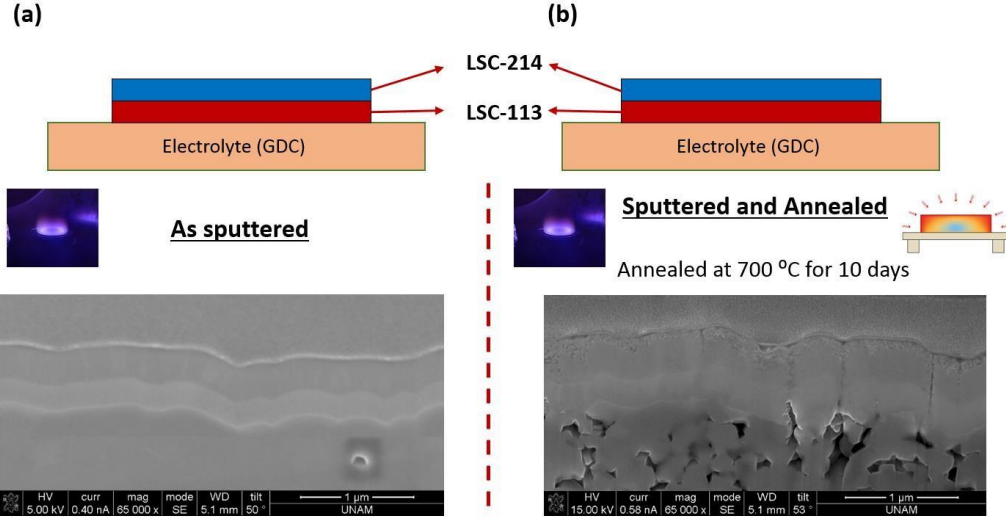 (a)
(b)
LSC-214
LSC-113
Electrolyte (GDC)
Electrolyte (GDC)
As sputtered
Sputtered and Annealed
Annealed at 700 ⁰C for 10 days
HV curr mag mode WD tilt 1 µm
5.00 kV 0.40 nA 65 000 x SE 5.1 mm 50 ° UNAM
HV curr mag mode WD tilt 1 µm
15.00 kV 0.58 nA 65 000 x SE 5.1 mm 53 ° UNAM